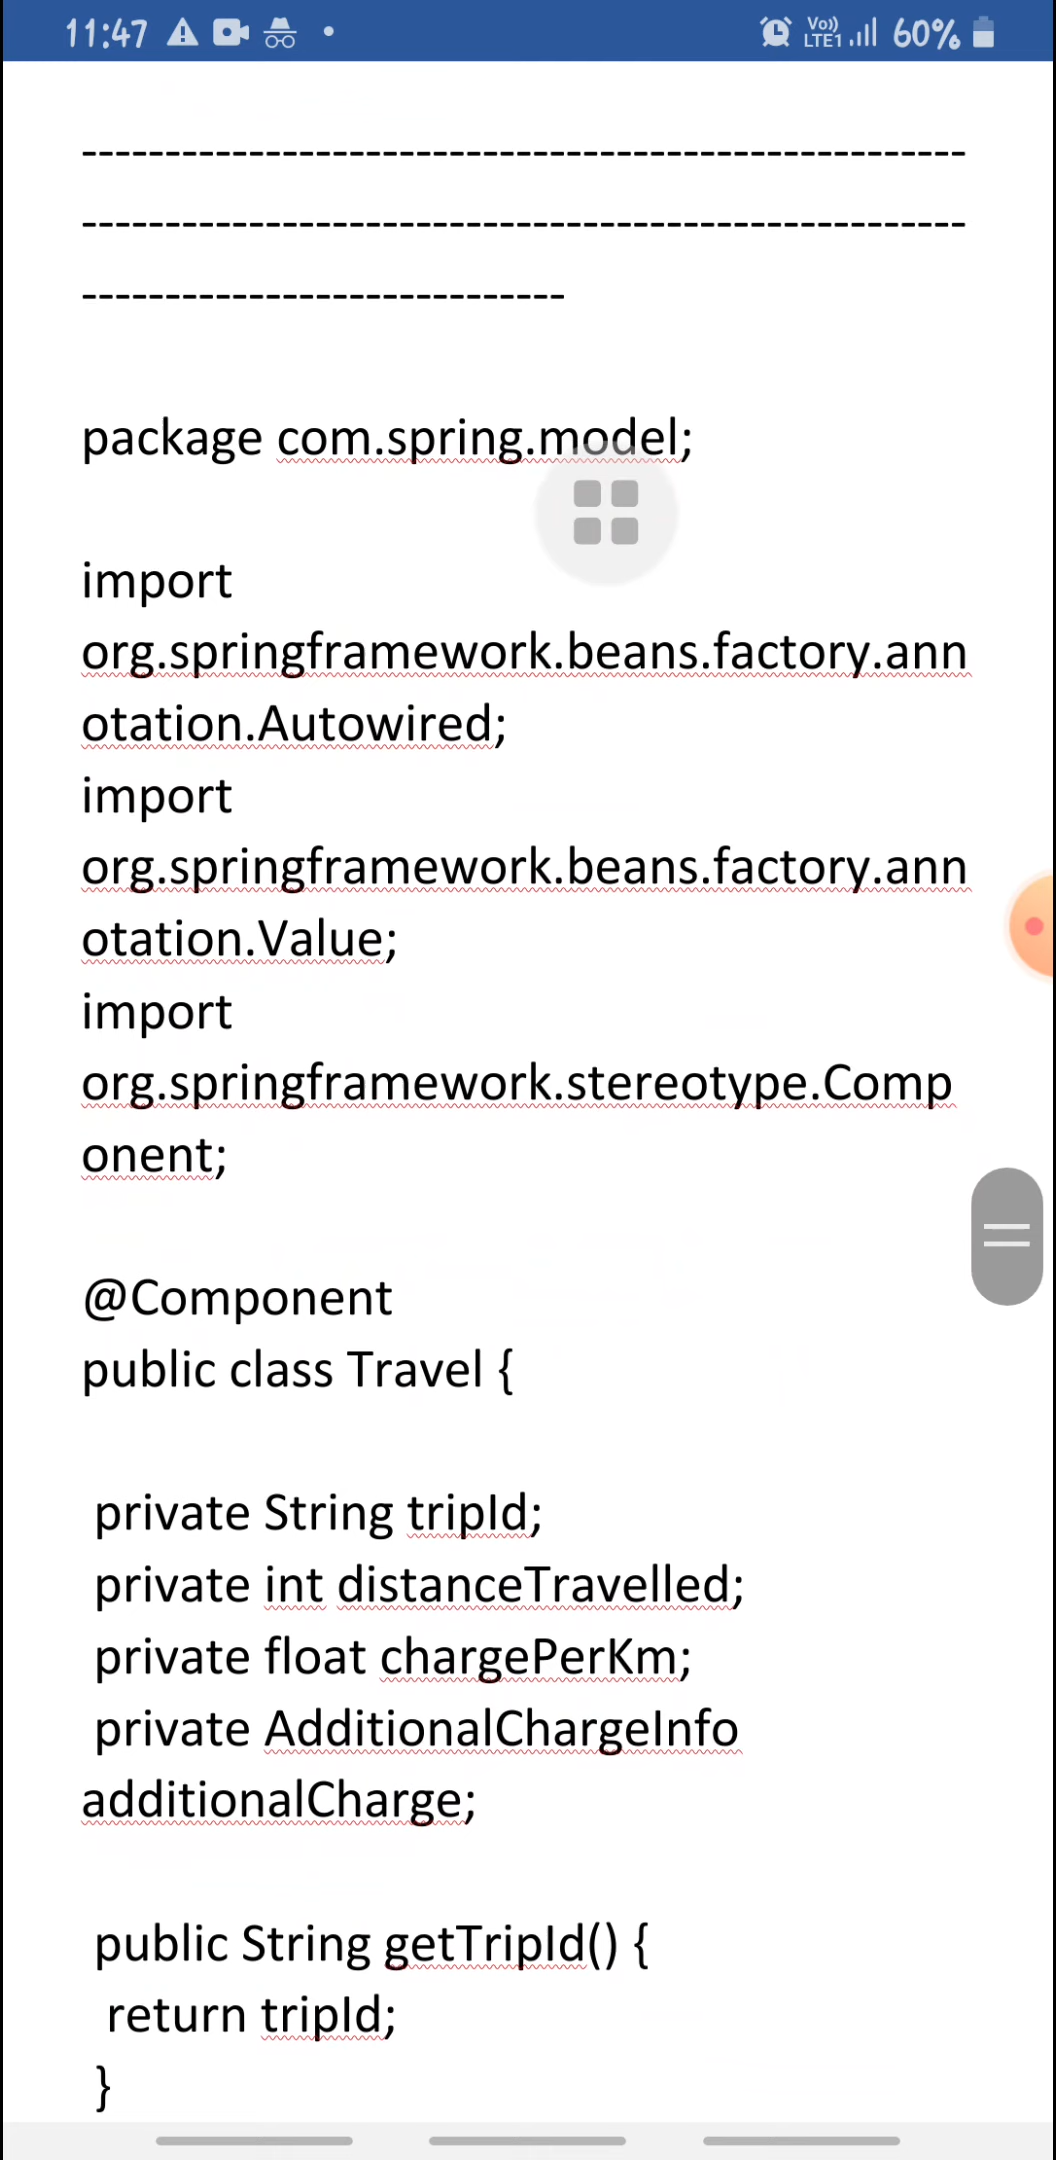 11:47
Vo)) LTE1 60%
-----------------------------------------------------
-----------------------------------------------------
-----------------------------
package com.spring.model;
import
org.springframework.beans.factory.ann
otation.Autowired;
import
org.springframework.beans.factory.ann
otation.Value;
import
org.springframework.stereotype.Comp
onent;
@Component
public class Travel {
private String tripId;
private int distanceTravelled;
private float chargePerKm;
private AdditionalChargeInfo
additionalCharge;
public String getTripId() {
return tripId;
}